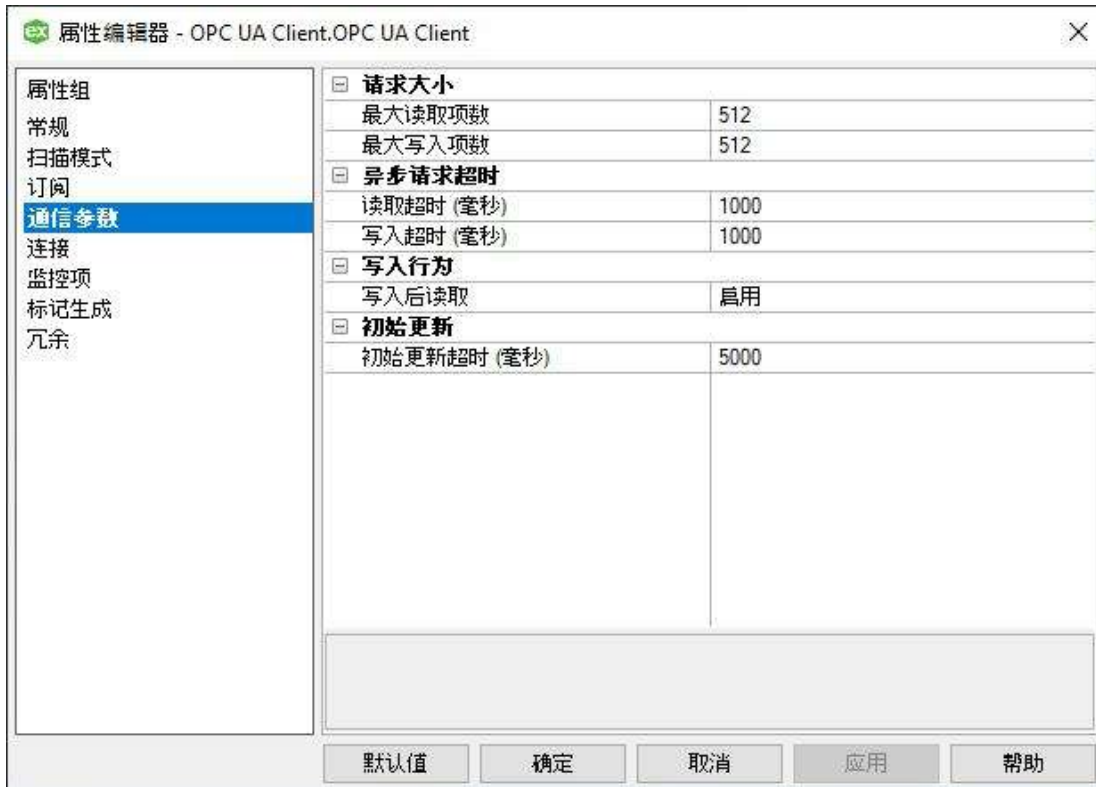 属性编辑器 - OPC UA Client.OPC UA Client
属性组
常规
扫描模式
订阅
通信参数
连接
监控项
标记生成
冗余
请求大小
最大读取项数 512
最大写入项数 512
异步请求超时
读取超时 (毫秒) 1000
写入超时 (毫秒) 1000
写入行为
写入后读取 启用
初始更新
初始更新超时 (毫秒) 5000
默认值 确定 取消 应用 帮助